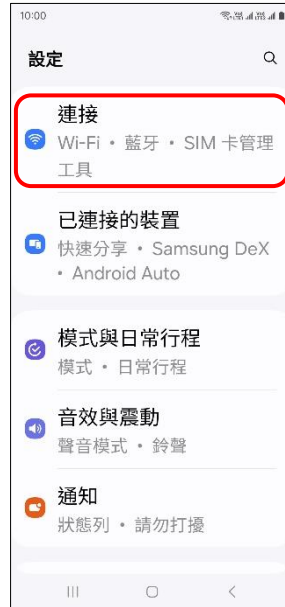 10:00
設定
連接
Wi-Fi • 藍牙 • SIM 卡管理
工具
已連接的裝置
快速分享 • Samsung DeX
• Android Auto
模式與日常行程
模式 • 日常行程
音效與震動
聲音模式 • 鈴聲
通知
狀態列 • 請勿打擾